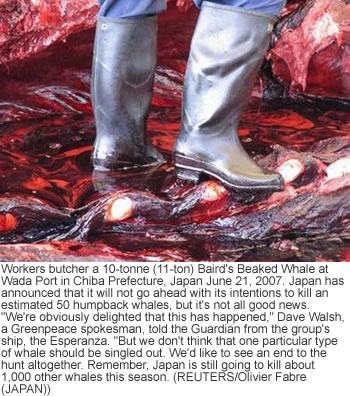 Workers butcher a 10-tonne (11-ton) Baird's Beaked Whale at
Wada Port in Chiba Prefecture, Japan June 21, 2007. Japan has
announced that it will not go ahead with its intentions to kill an
estimated 50 humpback whales, but it's not all good news.
"We're obviously delighted that this has happened," Dave Walsh,
a Greenpeace spokesman, told the Guardian from the group's
ship, the Esperanza. "But we don't think that one particular type
of whale should be singled out. We'd like to see an end to the
hunt altogether. Remember, Japan is still going to kill about
1,000 other whales this season. (REUTERS/Olivier Fabre
(JAPAN))